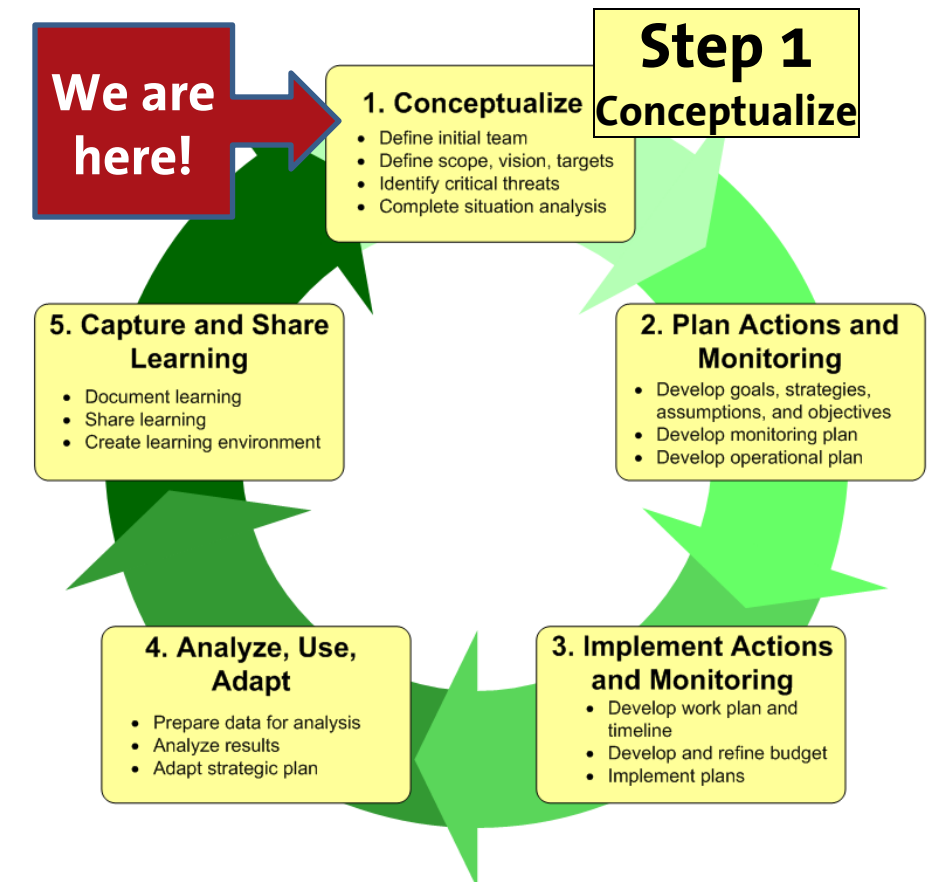 We are
here!
Step 1
Conceptualize
1. Conceptualize
• Define initial team
• Define scope, vision, targets
• Identify critical threats
• Complete situation analysis
2. Plan Actions and
Monitoring
• Develop goals, strategies,
assumptions, and objectives
• Develop monitoring plan
• Develop operational plan
3. Implement Actions
and Monitoring
• Develop work plan and
timeline
• Develop and refine budget
• Implement plans
4. Analyze, Use,
Adapt
• Prepare data for analysis
• Analyze results
• Adapt strategic plan
5. Capture and Share
Learning
• Document learning
• Share learning
• Create learning environment